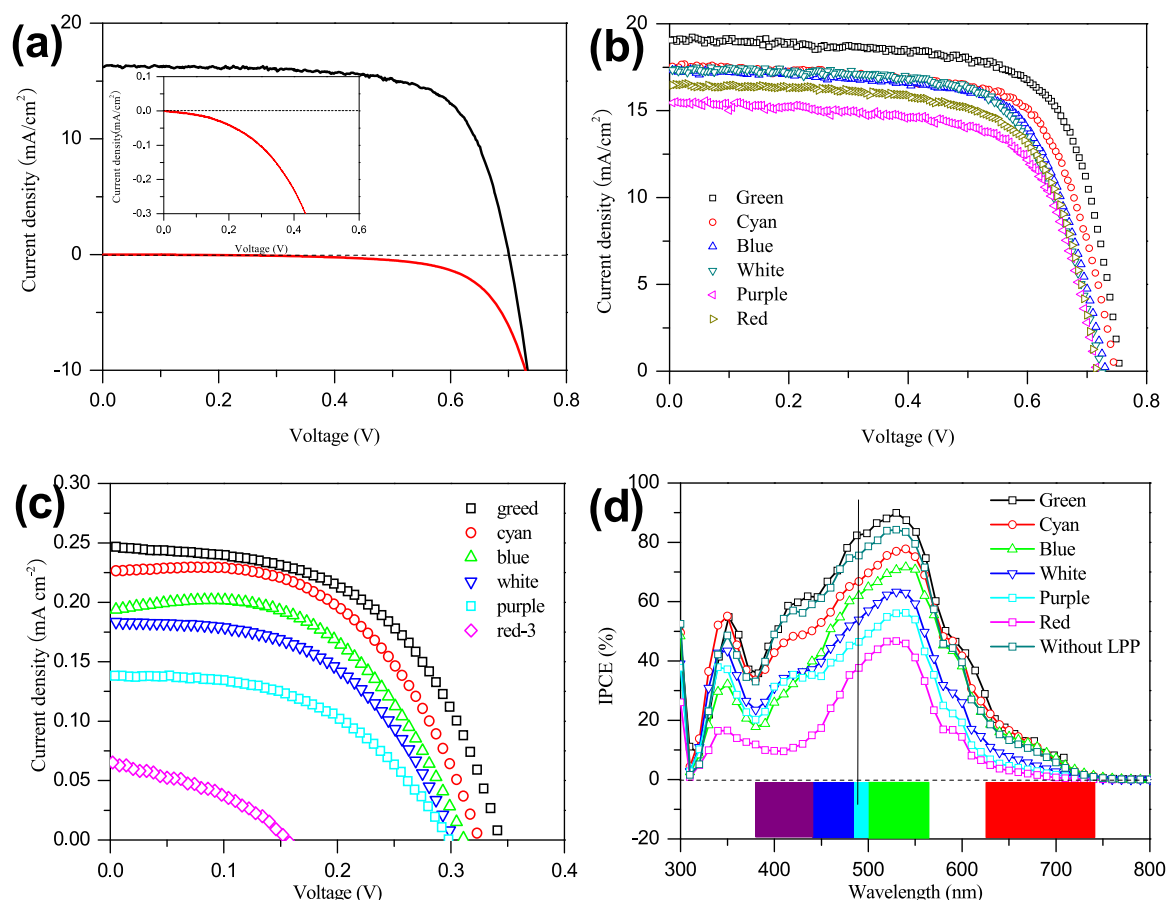 (a)
20
10
0
-10
0.0 0.2 0.4 0.6 0.8
Voltage (V)
Current density (mA/cm²)
0.1
0.0
-0.1
-0.2
-0.3
0.0 0.2 0.4 0.6
Voltage (V)
Current density(mA/cm²)
(b)
20
15
10
5
0
0.0 0.2 0.4 0.6 0.8
Voltage (V)
Current density (mA/cm²)
Green
Cyan
Blue
White
Purple
Red
(c)
0.30
0.25
0.20
0.15
0.10
0.05
0.00
0.0 0.1 0.2 0.3 0.4
Voltage (V)
Current density (mA cm⁻²)
greed
cyan
blue
white
purple
red-3
(d)
100
80
60
40
20
0
-20
300 400 500 600 700 800
Wavelength (nm)
IPCE (%)
Green
Cyan
Blue
White
Purple
Red
Without LPP